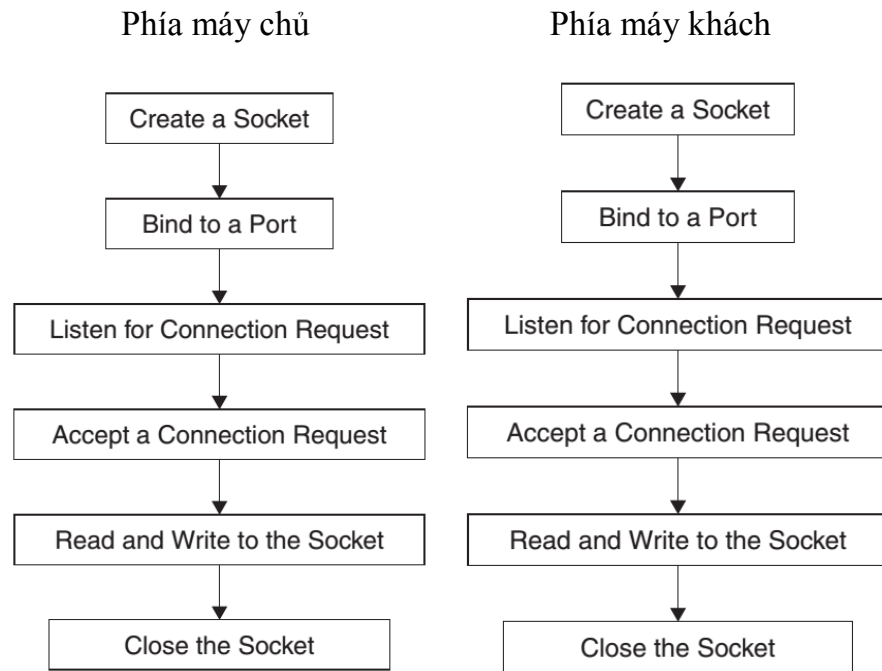 Phía máy chủ
Create a Socket
Bind to a Port
Listen for Connection Request
Accept a Connection Request
Read and Write to the Socket
Close the Socket
Phía máy khách
Create a Socket
Bind to a Port
Listen for Connection Request
Accept a Connection Request
Read and Write to the Socket
Close the Socket